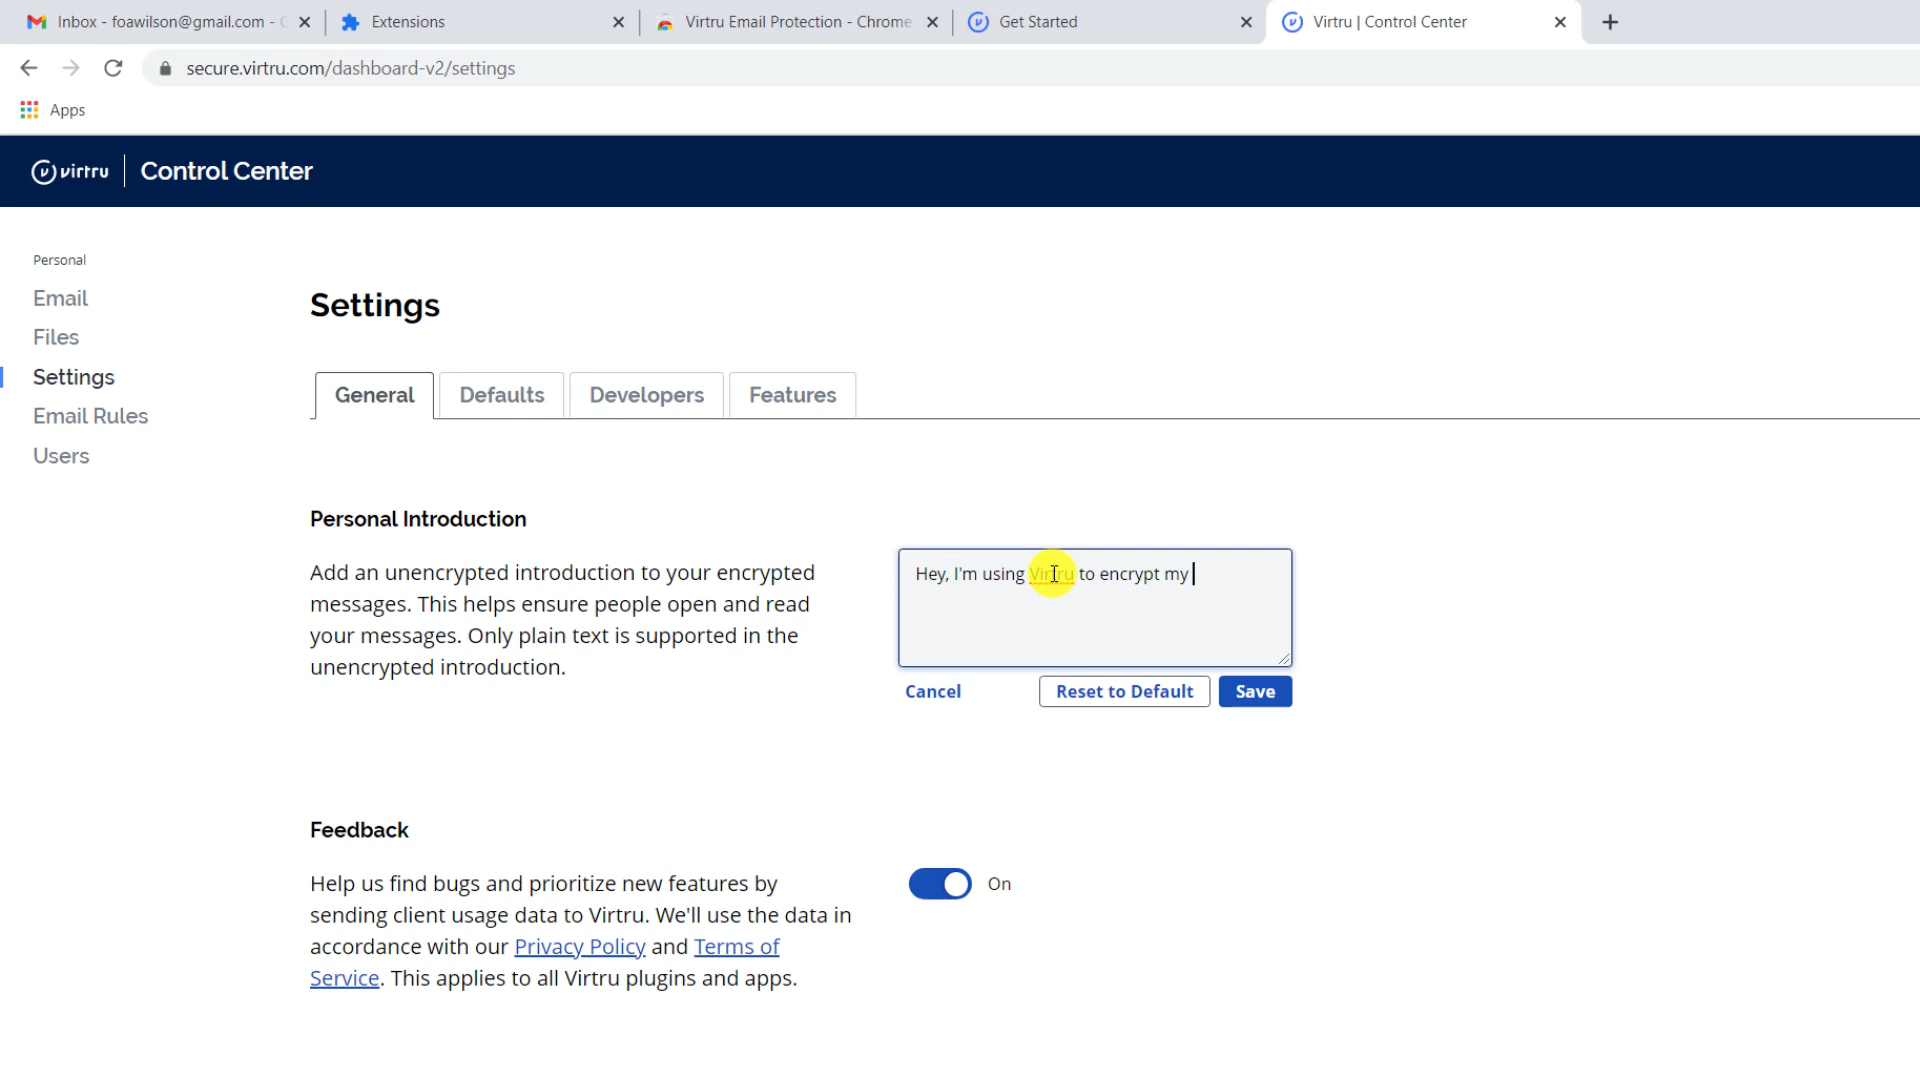 Inbox - foawilson@gmail.com -
Extensions
Virtru Email Protection - Chrome
Get Started
Virtru | Control Center
secure.virtru.com/dashboard-v2/settings
Apps
virtru
Control Center
Personal
Email
Files
Settings
Email Rules
Users
Settings
General
Defaults
Developers
Features
Personal Introduction
Add an unencrypted introduction to your encrypted
messages. This helps ensure people open and read
your messages. Only plain text is supported in the
unencrypted introduction.
Hey, I'm using Virtru to encrypt my
Cancel
Reset to Default
Save
Feedback
Help us find bugs and prioritize new features by
sending client usage data to Virtru. We'll use the data in
accordance with our Privacy Policy and Terms of
Service. This applies to all Virtru plugins and apps.
On